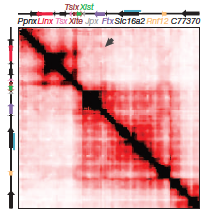 Tsix Xist
Ppnx Linx Tsx Xite Jpx Ftx Slc16a2 Rnf12 C77370